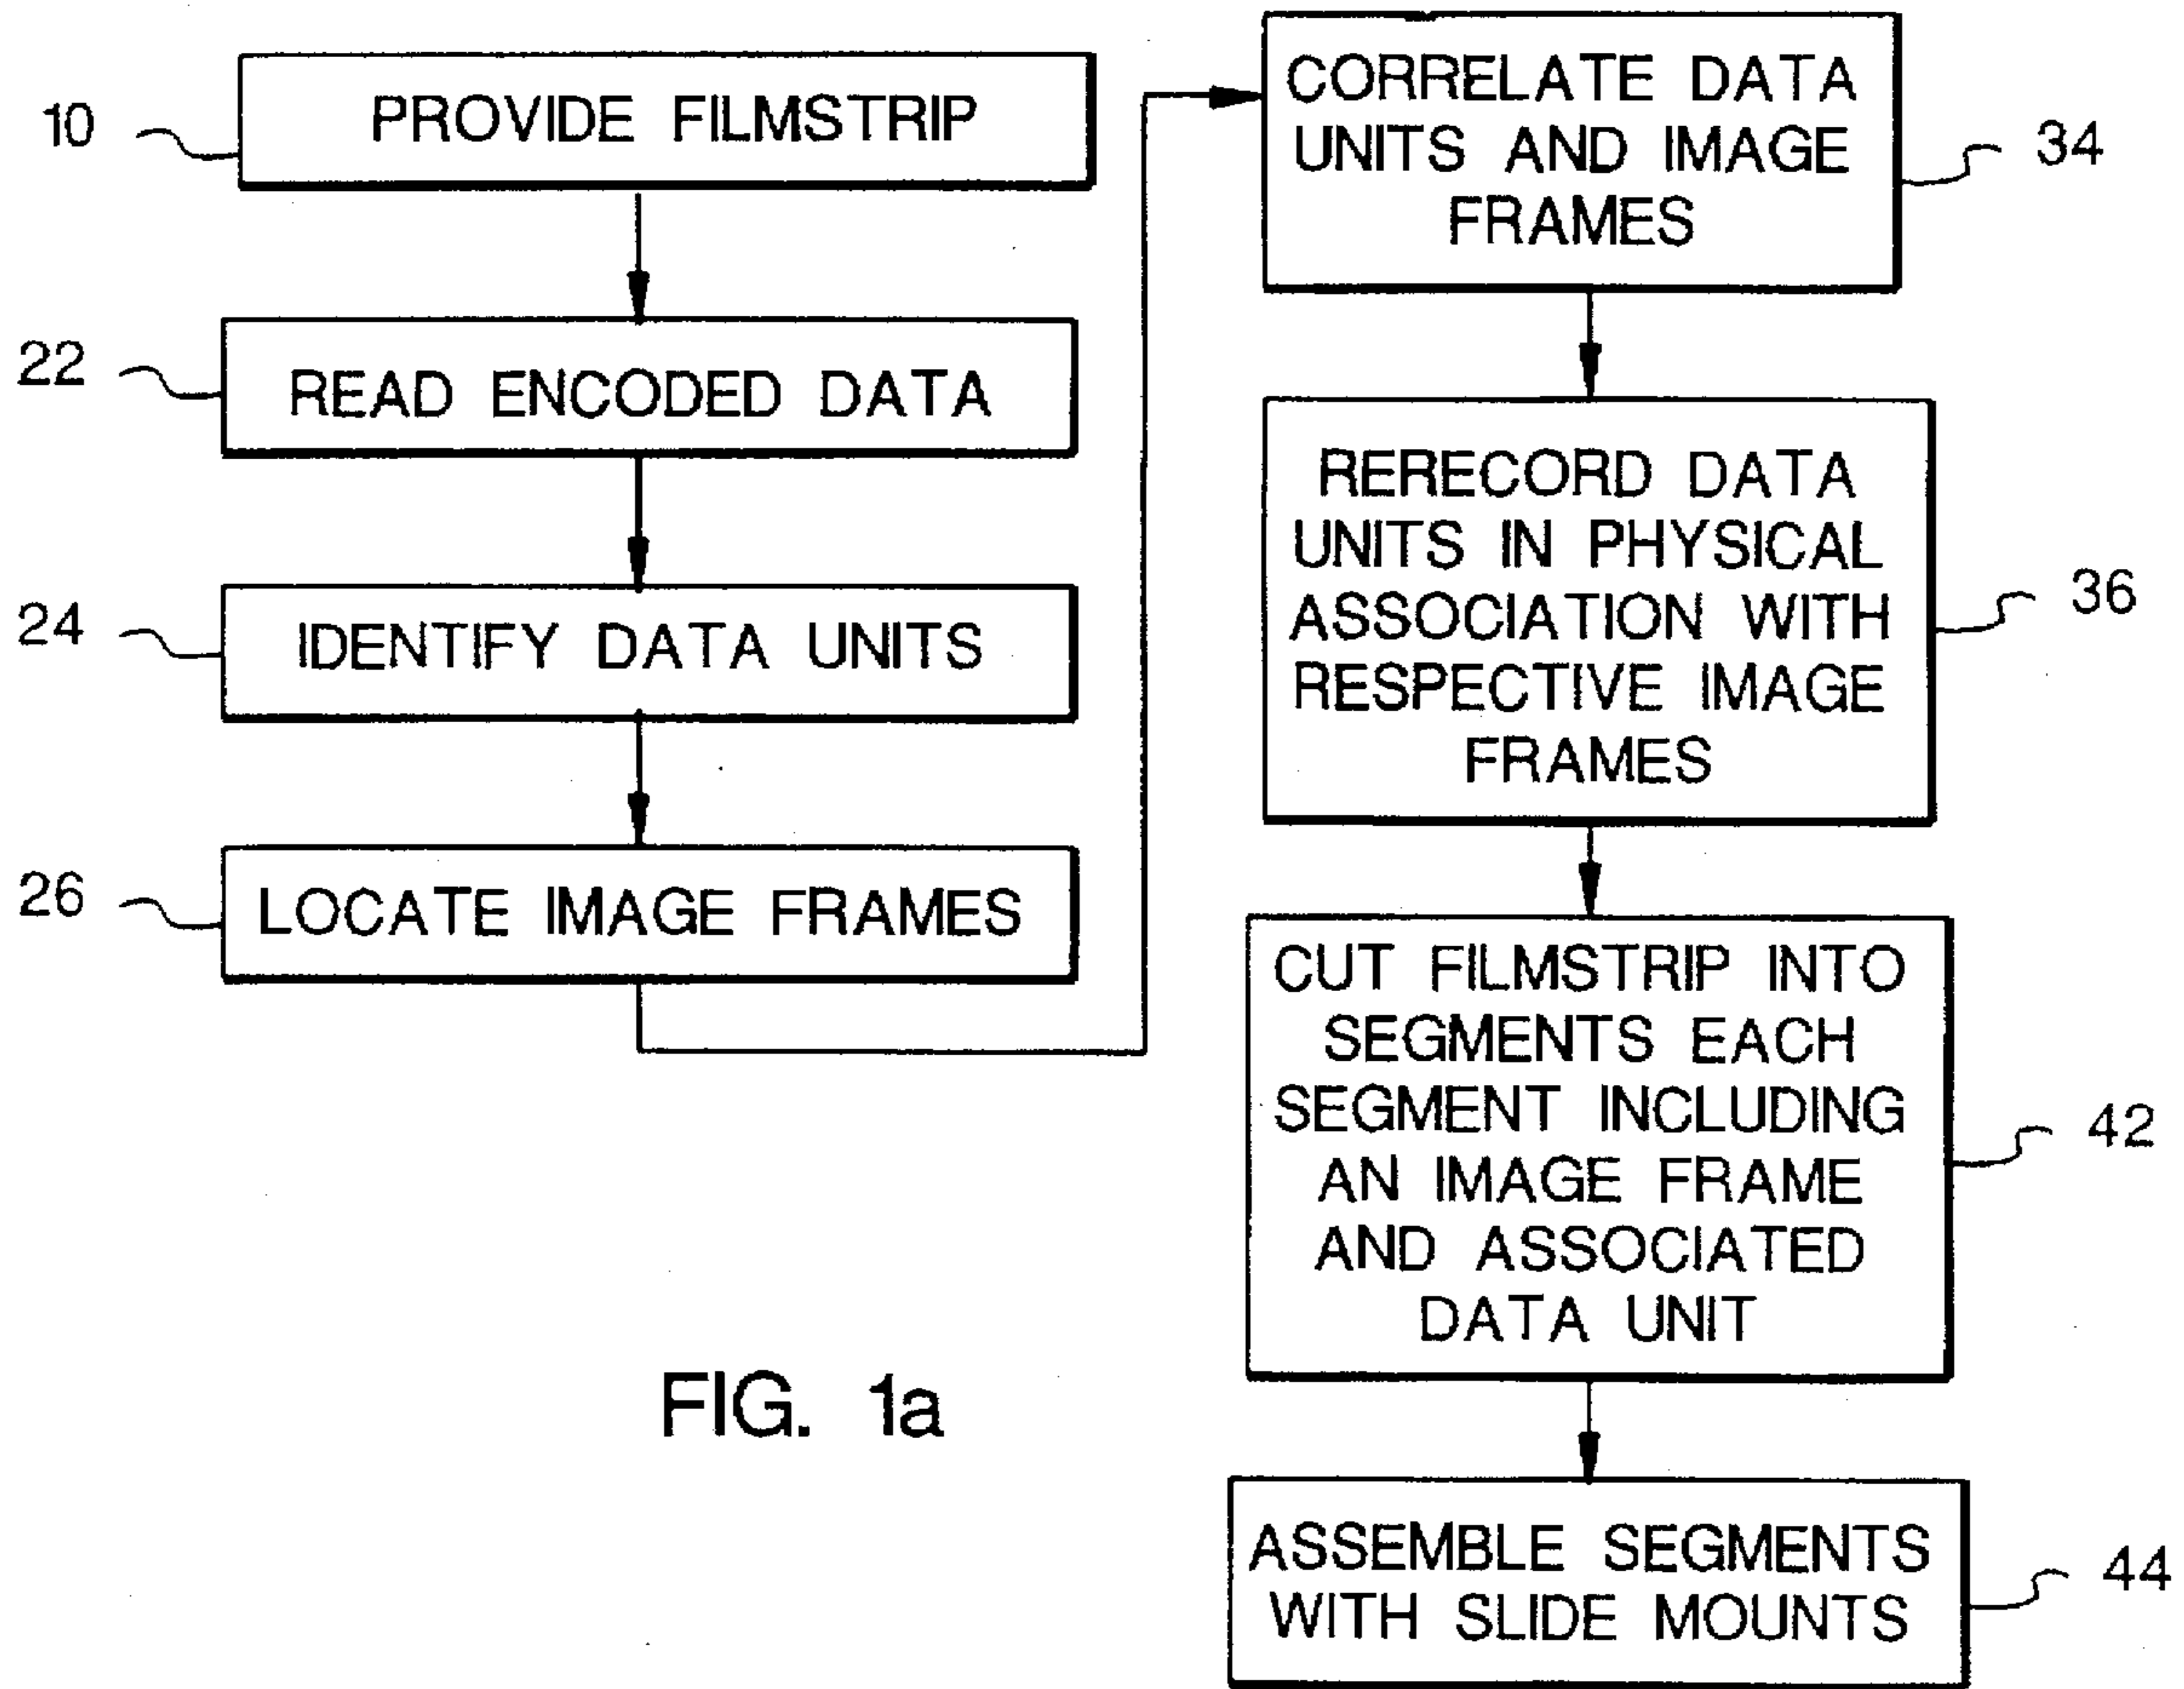 10
PROVIDE FILMSTRIP
22
READ ENCODED DATA
24
IDENTIFY DATA UNITS
26
LOCATE IMAGE FRAMES
CORRELATE DATA
UNITS AND IMAGE
FRAMES
34
RERECORD DATA
UNITS IN PHYSICAL
ASSOCIATION WITH
RESPECTIVE IMAGE
FRAMES
36
CUT FILMSTRIP INTO
SEGMENTS EACH
SEGMENT INCLUDING
AN IMAGE FRAME
AND ASSOCIATED
DATA UNIT
42
ASSEMBLE SEGMENTS
WITH SLIDE MOUNTS
44
FIG. 1a